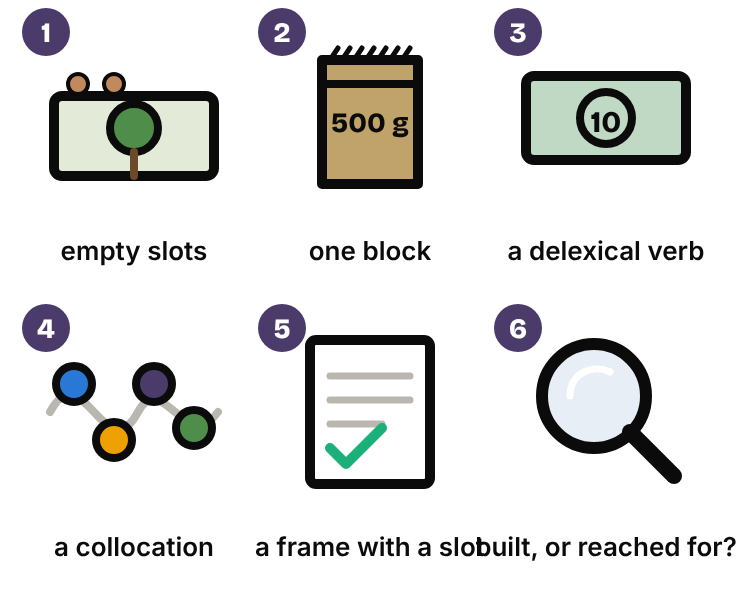 1
2
3
500 g
10
empty slots
one block
a delexical verb
4
5
6
a collocation
a frame with a slot
built, or reached for?